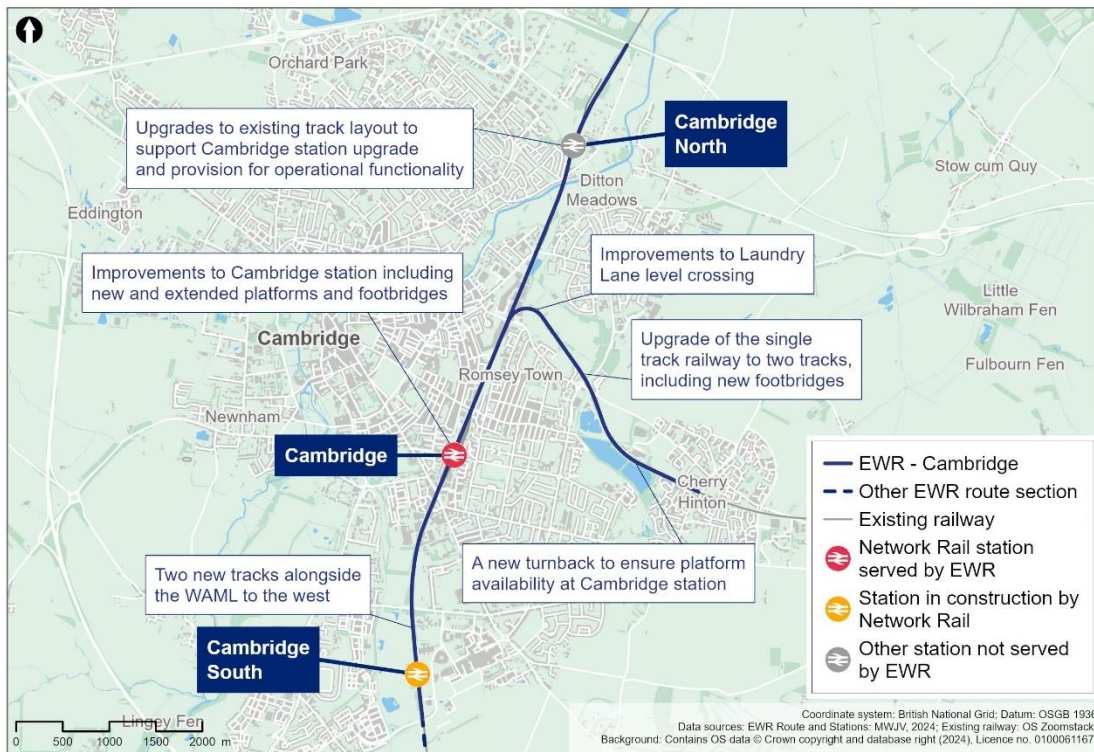 Orchard Park
Upgrades to existing track layout to
support Cambridge station upgrade
and provision for operational functionality
Cambridge
North
Stow cum Quy
Ditton
Meadows
Eddington
Improvements to Laundry
Lane level crossing
Improvements to Cambridge station including
new and extended platforms and footbridges
Little
Wilbraham Fen
Cambridge
Upgrade of the single
track railway to two tracks,
including new footbridges
Fulbourn Fen
Romsey Town
Newnham
Cambridge
Cherry
Hinton
EWR - Cambridge
Other EWR route section
Existing railway
Network Rail station
served by EWR
Station in construction by
Network Rail
Other station not served
by EWR
Two new tracks alongside
the WAML to the west
A new turnback to ensure platform
availability at Cambridge station
Cambridge
South
Lingey Fen
0 500 1000 1500 2000 m
Coordinate system: British National Grid; Datum: OSGB 1936
Data sources: EWR Route and Stations: MWJV, 2024; Existing railway: OS Zoomstack
Background: Contains OS data © Crown copyright and database right (2024), Licence no. 0100061167